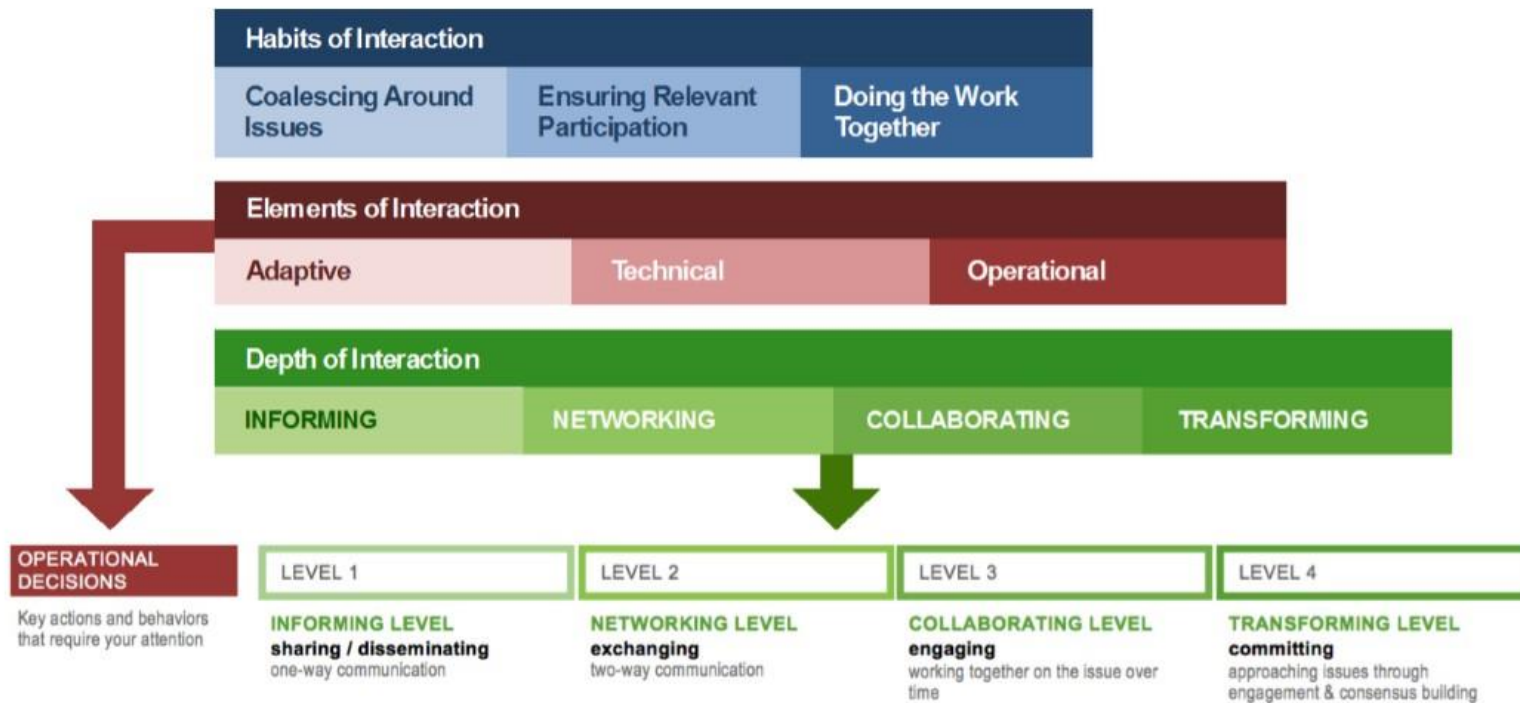 Habits of Interaction
Coalescing Around
Issues
Ensuring Relevant
Participation
Doing the Work
Together
Elements of Interaction
Adaptive
Technical
Operational
Depth of Interaction
INFORMING
NETWORKING
COLLABORATING
TRANSFORMING
OPERATIONAL
DECISIONS
Key actions and behaviors
that require your attention
LEVEL 1
INFORMING LEVEL
sharing / disseminating
one-way communication
LEVEL 2
NETWORKING LEVEL
exchanging
two-way communication
LEVEL 3
COLLABORATING LEVEL
engaging
working together on the issue over
time
LEVEL 4
TRANSFORMING LEVEL
committing
approaching issues through
engagement & consensus building